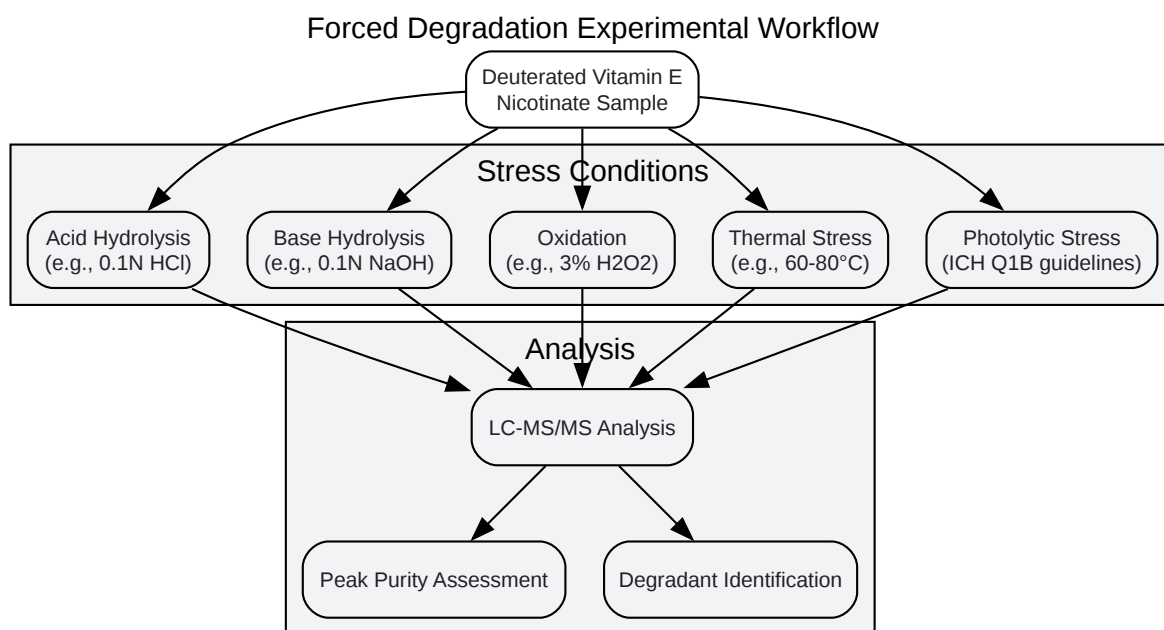 Forced Degradation Experimental Workflow
Deuterated Vitamin E
Nicotinate Sample
Stress Conditions
Acid Hydrolysis
(e.g., 0.1N HCl)
Base Hydrolysis
(e.g., 0.1N NaOH)
Oxidation
(e.g., 3% H2O2)
Thermal Stress
(e.g., 60-80°C)
Photolytic Stress
(ICH Q1B guidelines)
Analysis
LC-MS/MS Analysis
Peak Purity Assessment
Degradant Identification